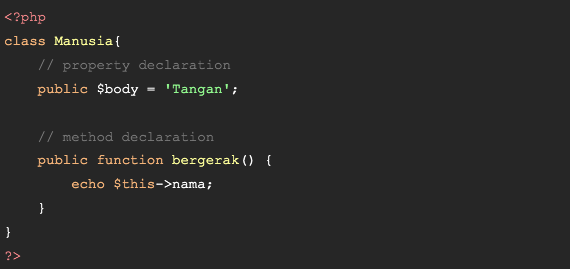 <?php
class Manusia{
    // property declaration
    public $body = 'Tangan';

    // method declaration
    public function bergerak() {
        echo $this->nama;
    }
}
?>